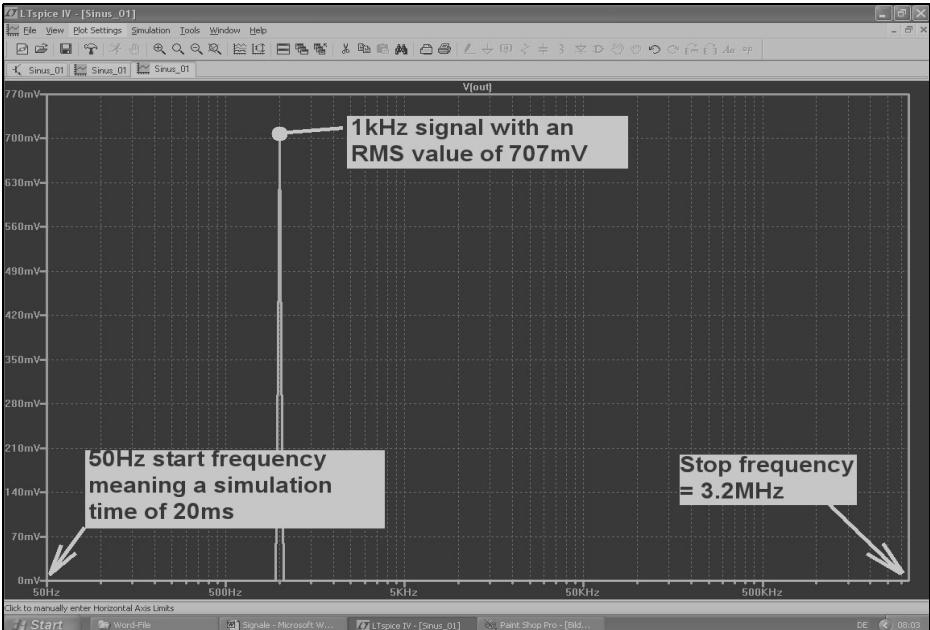 LTspice IV - [Sinus_01]
File View Plot Settings Simulation Tools Window Help
Sinus_01 Sinus_01 Sinus_01
V[out]
770mV
700mV
630mV
560mV
490mV
420mV
350mV
280mV
210mV
140mV
70mV
0mV
1kHz signal with an
RMS value of 707mV
50Hz start frequency
meaning a simulation
time of 20ms
Stop frequency
= 3.2MHz
50Hz 500Hz 5KHz 50KHz 500KHz
Click to manually enter Horizontal Axis Limits
Start Word-File Signale - Microsoft W... LTspice IV - [Sinus_01] Paint Shop Pro - [Bild... DE 08:03